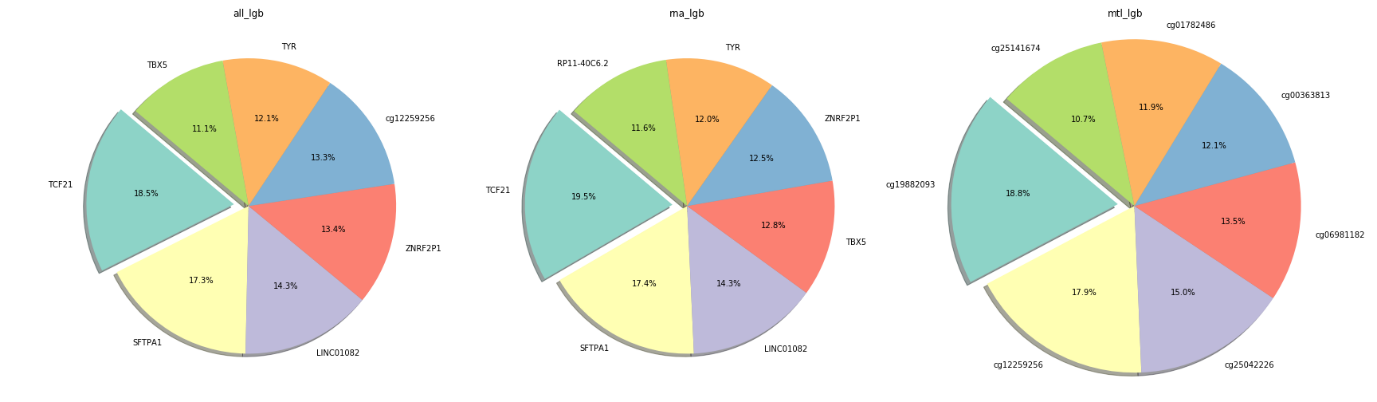 all_lgb
TCF21
18.5%
SFTPA1
17.3%
LINC01082
14.3%
ZNRF2P1
13.4%
cg12259256
13.3%
TYR
12.1%
TBX5
11.1%
rna_lgb
TCF21
19.5%
SFTPA1
17.4%
LINC01082
14.3%
TBX5
12.8%
ZNRF2P1
12.5%
TYR
12.0%
RP11-40C6.2
11.6%
mtl_lgb
cg19882093
18.8%
cg12259256
17.9%
cg25042226
15.0%
cg06981182
13.5%
cg00363813
12.1%
cg01782486
11.9%
cg25141674
10.7%